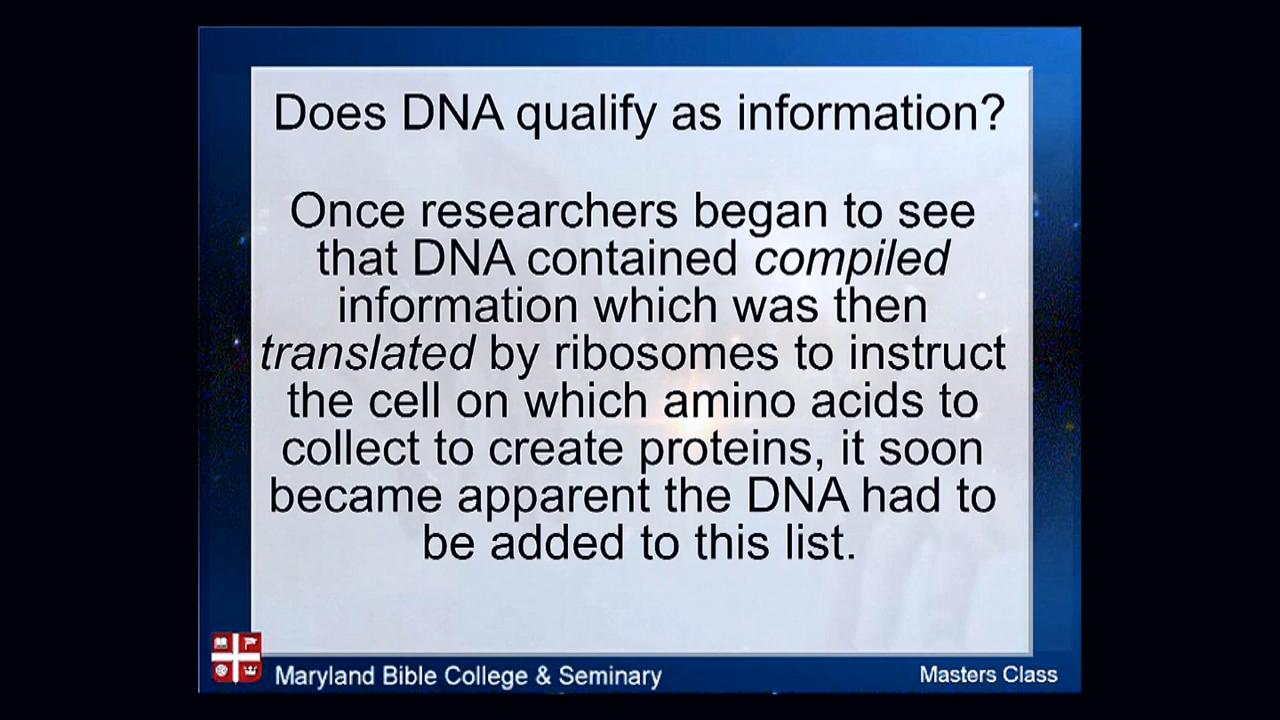 Does DNA qualify as information?
Once researchers began to see
that DNA contained compiled
information which was then
translated by ribosomes to instruct
the cell on which amino acids to
collect to create proteins, it soon
became apparent the DNA had to
be added to this list.
Maryland Bible College & Seminary
Masters Class